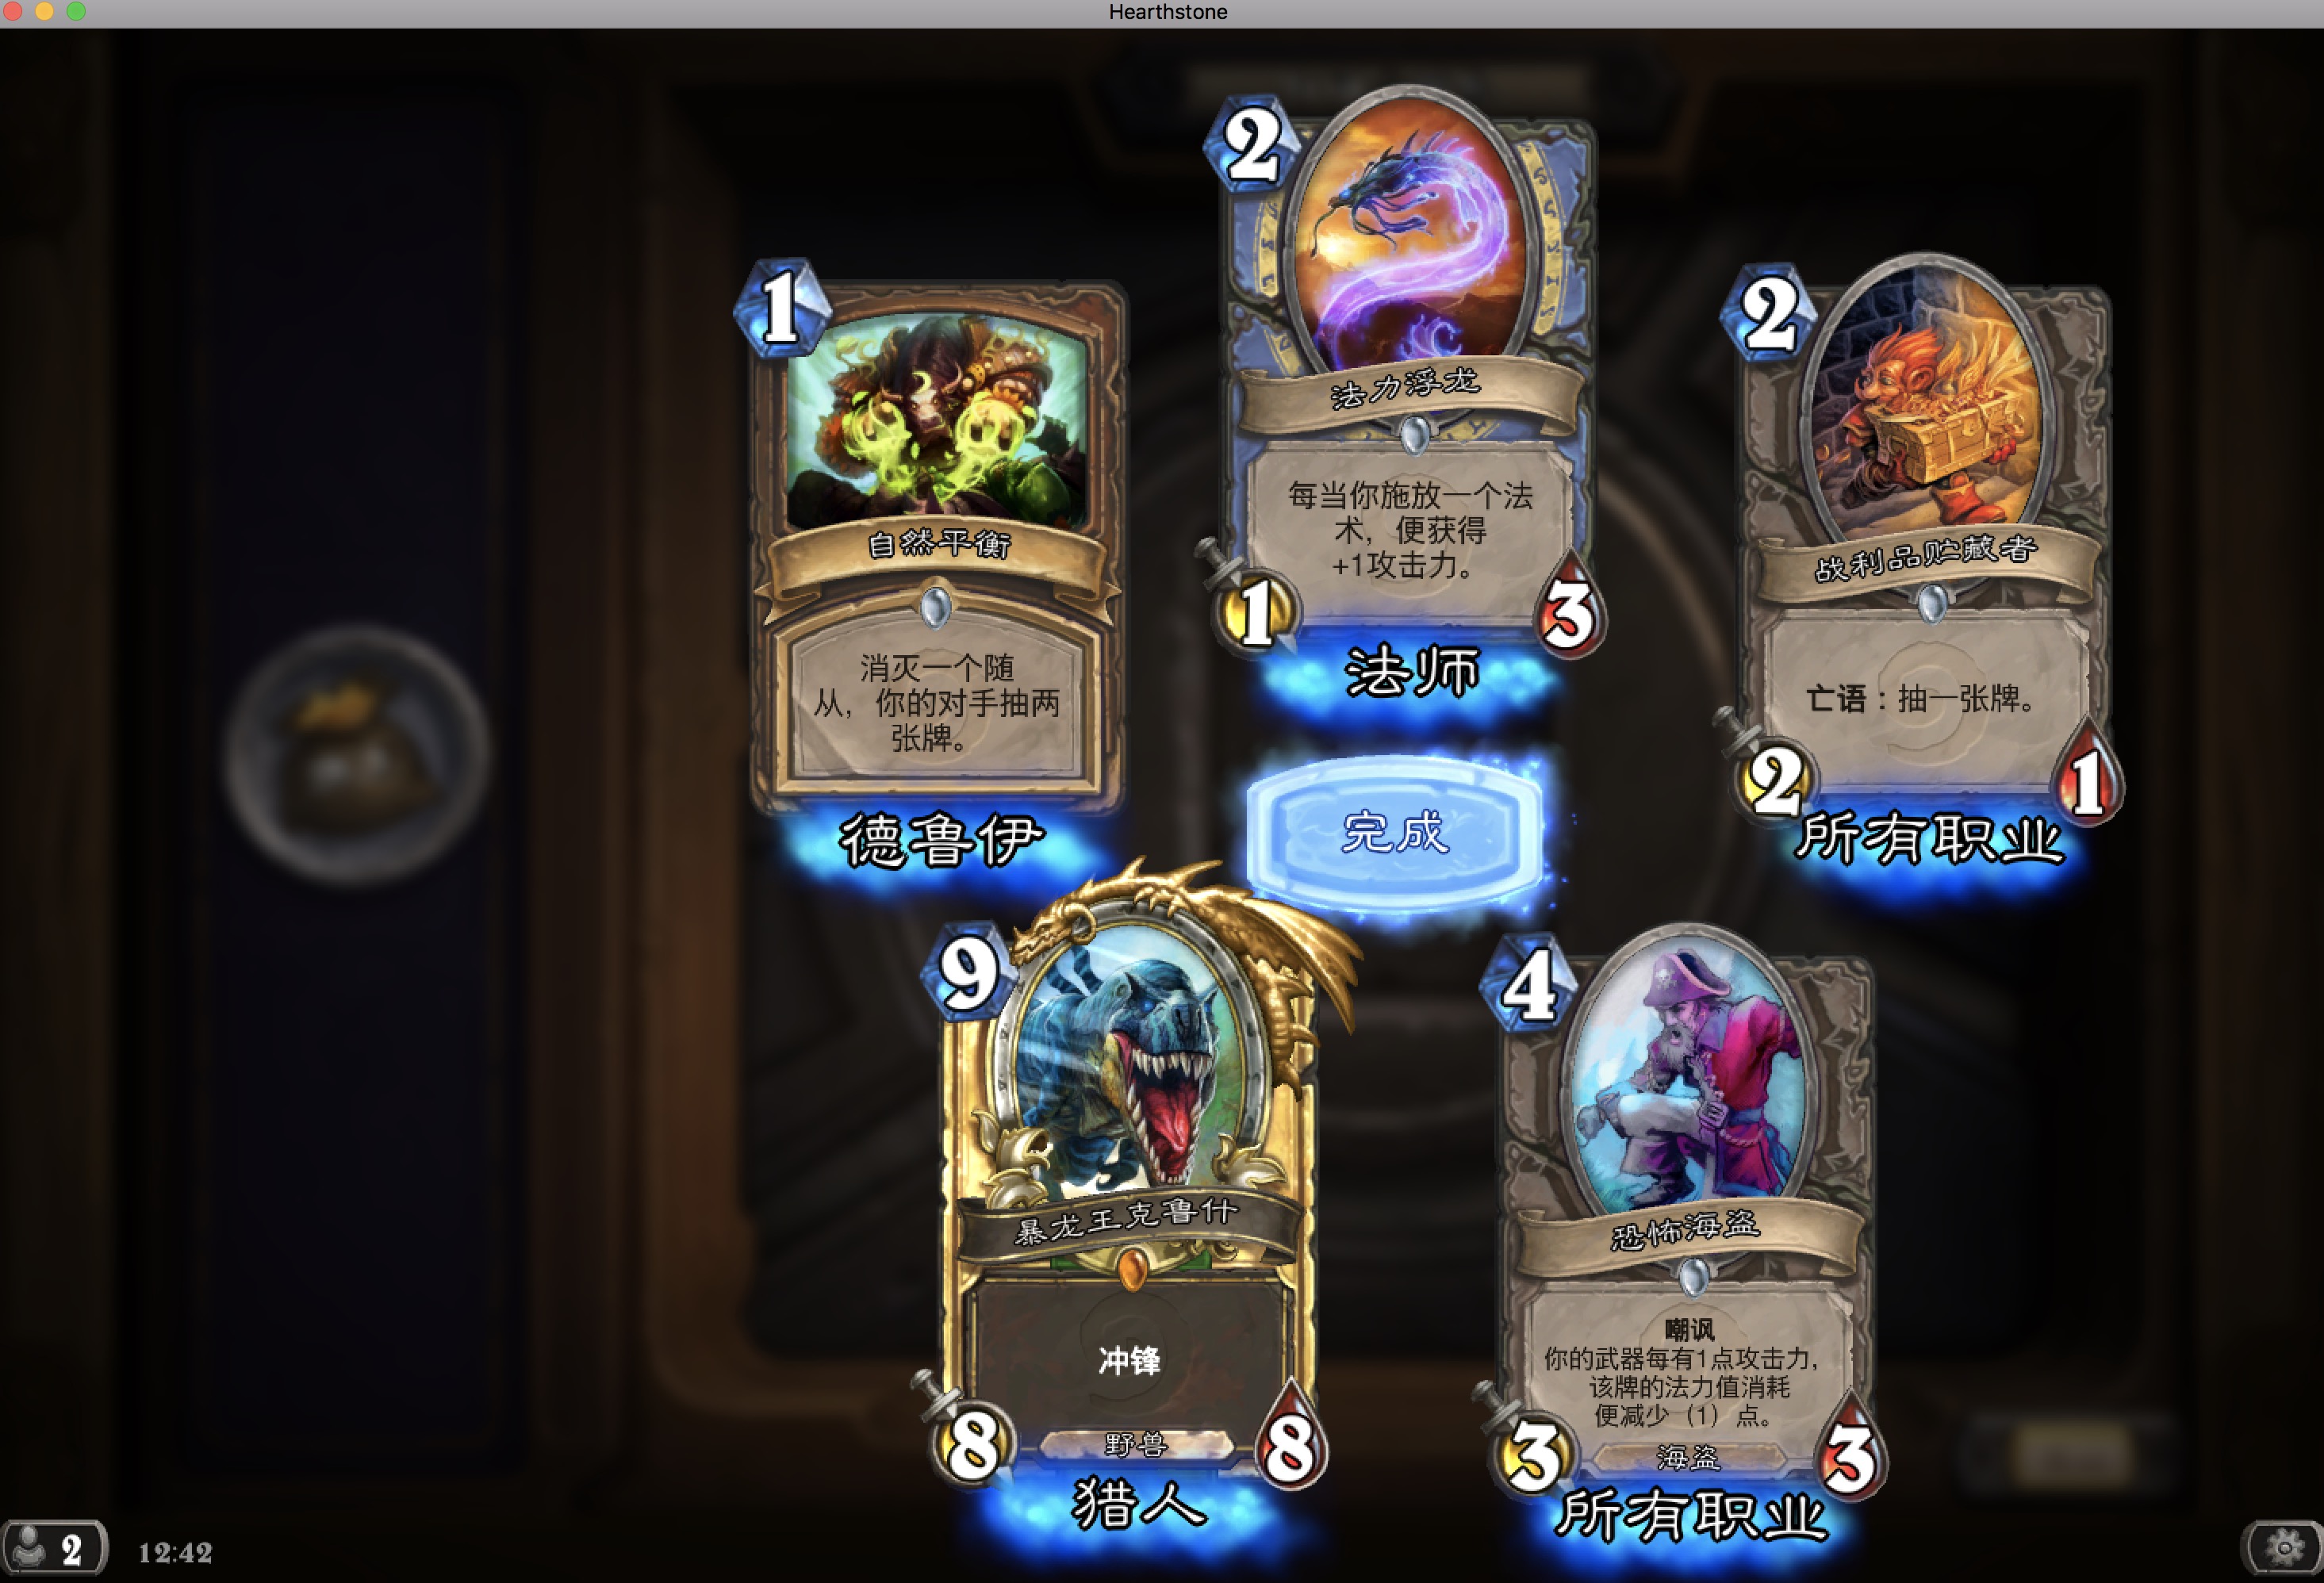 Hearthstone
1
自然平衡
消灭一个随
从，你的对手抽两
张牌。
德鲁伊
2
法力浮龙
每当你施放一个法
术，便获得
+1攻击力。
1
3
法师
2
战利品贮藏者
亡语：抽一张牌。
2
1
所有职业
完成
9
暴龙王克鲁什
冲锋
8
野兽
8
猎人
4
恐怖海盗
嘲讽
你的武器每有1点攻击力，
该牌的法力值消耗
便减少（1）点。
3
海盗
3
所有职业
2
12:42